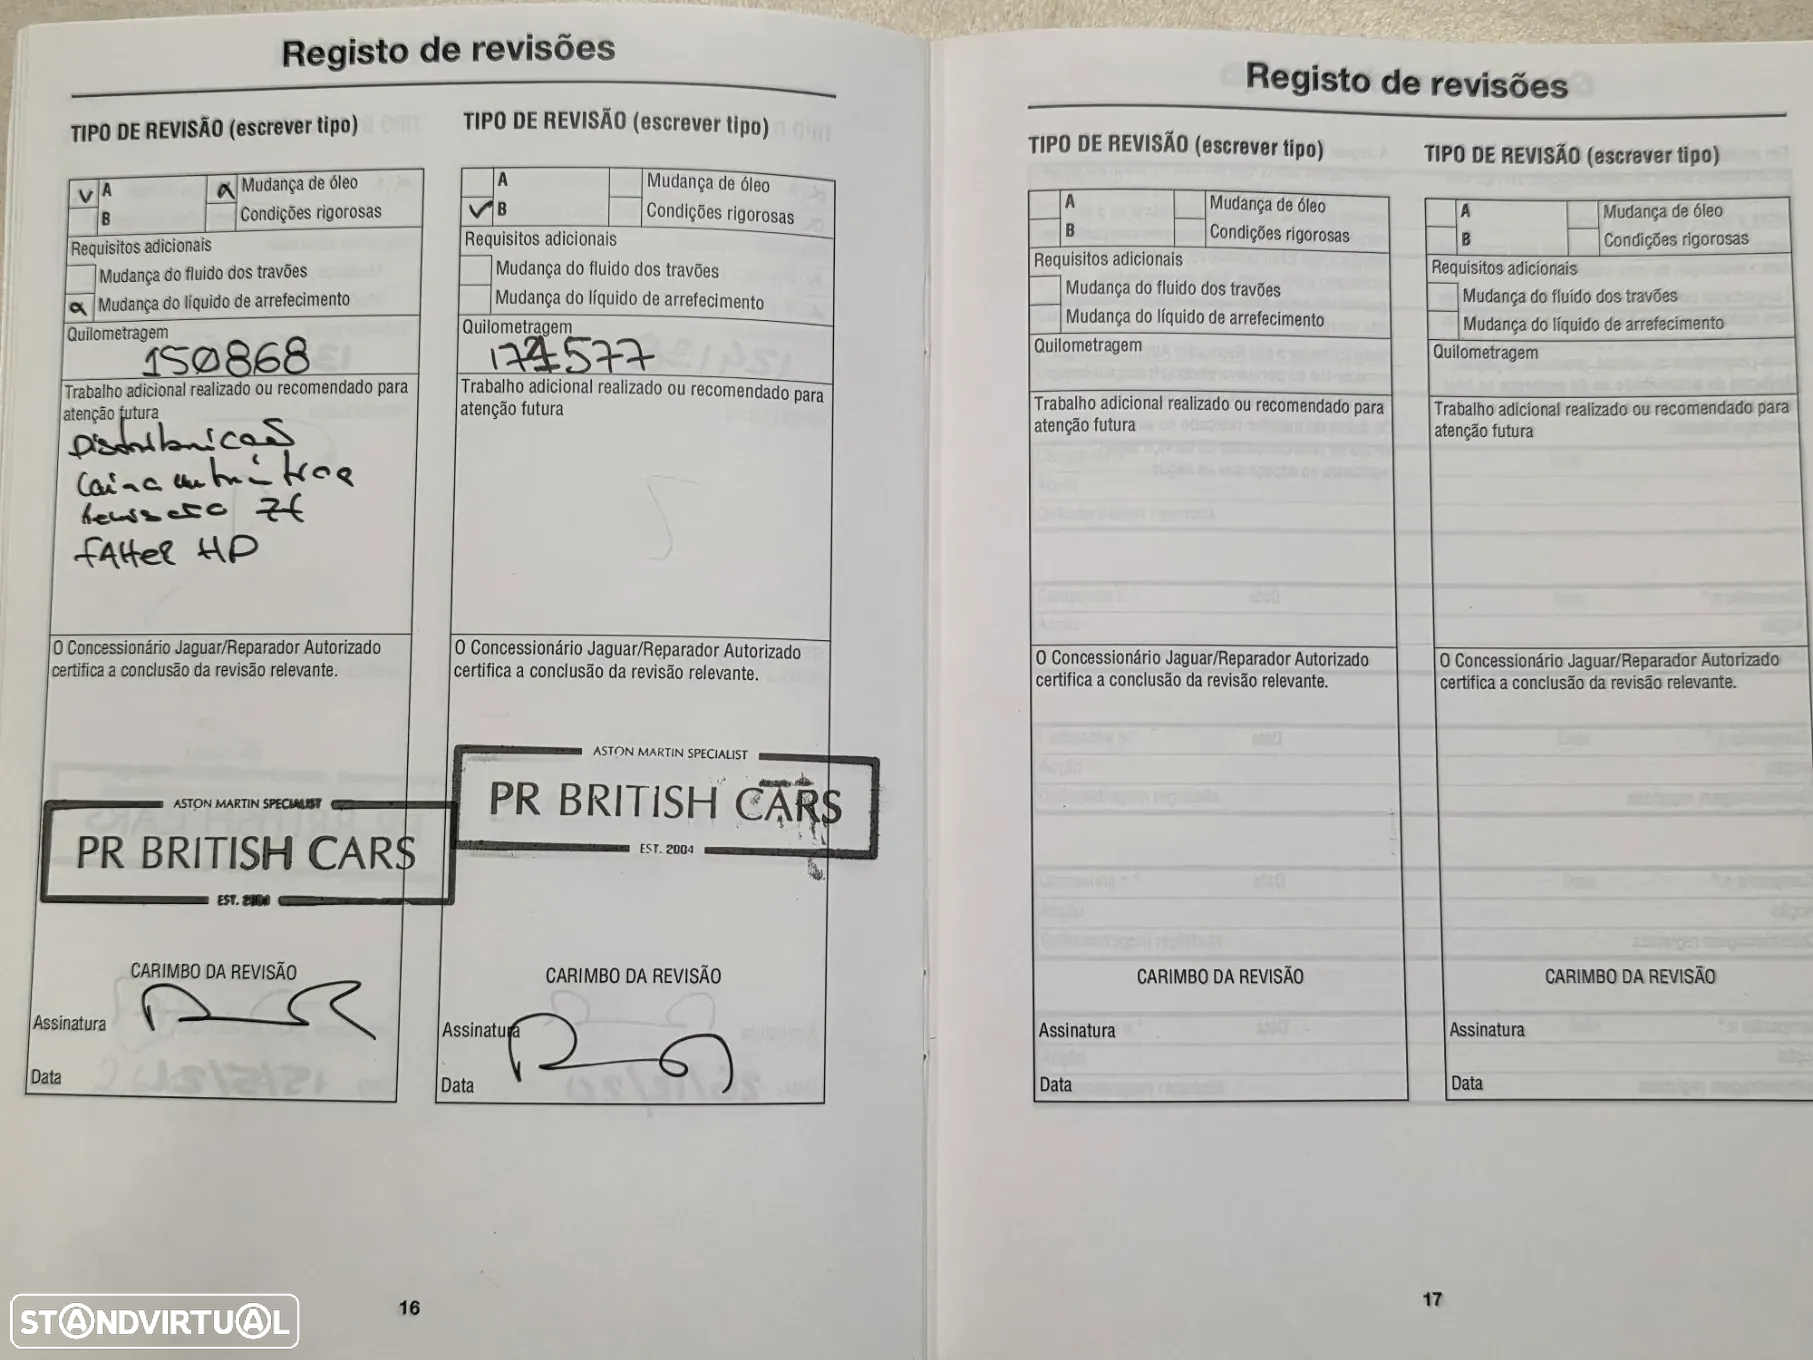 Registo de revisões
TIPO DE REVISÃO (escrever tipo)
A
Mudança de óleo
B
Condições rigorosas
Requisitos adicionais
Mudança do fluido dos travões
Mudança do líquido de arrefecimento
Quilometragem
150868
Trabalho adicional realizado ou recomendado para
atenção futura
FAltel HP
O Concessionário Jaguar/Reparador Autorizado
certifica a conclusão da revisão relevante.
ASTON MARTIN SPECIALIST
PR BRITISH CARS
EST. 2004
CARIMBO DA REVISÃO
Assinatura
Data
TIPO DE REVISÃO (escrever tipo)
A
Mudança de óleo
B
Condições rigorosas
Requisitos adicionais
Mudança do fluido dos travões
Mudança do líquido de arrefecimento
Quilometragem
Trabalho adicional realizado ou recomendado para
atenção futura
O Concessionário Jaguar/Reparador Autorizado
certifica a conclusão da revisão relevante.
ASTON MARTIN SPECIALIST
PR BRITISH CARS
EST. 2004
CARIMBO DA REVISÃO
Assinatura
Data
16
Registo de revisões
TIPO DE REVISÃO (escrever tipo)
A
Mudança de óleo
B
Condições rigorosas
Requisitos adicionais
Mudança do fluido dos travões
Mudança do líquido de arrefecimento
Quilometragem
Trabalho adicional realizado ou recomendado para
atenção futura
O Concessionário Jaguar/Reparador Autorizado
certifica a conclusão da revisão relevante.
CARIMBO DA REVISÃO
Assinatura
Data
TIPO DE REVISÃO (escrever tipo)
A
Mudança de óleo
B
Condições rigorosas
Requisitos adicionais
Mudança do fluido dos travões
Mudança do líquido de arrefecimento
Quilometragem
Trabalho adicional realizado ou recomendado para
atenção futura
O Concessionário Jaguar/Reparador Autorizado
certifica a conclusão da revisão relevante.
CARIMBO DA REVISÃO
Assinatura
Data
17
STANDVIRTUAL